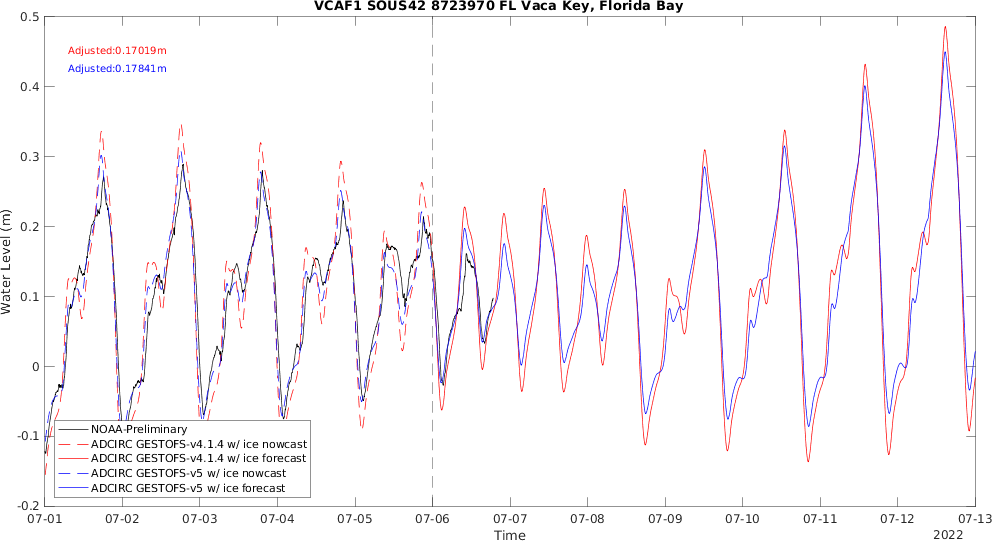 VCAF1 SOUS42 8723970 FL Vaca Key, Florida Bay
0.5
Adjusted:0.17019m
Adjusted:0.17841m
0.4
0.3
0.2
0.1
0
-0.1
-0.2
Water Level (m)
NOAA-Preliminary
ADCIRC GESTOFS-v4.1.4 w/ ice nowcast
ADCIRC GESTOFS-v4.1.4 w/ ice forecast
ADCIRC GESTOFS-v5 w/ ice nowcast
ADCIRC GESTOFS-v5 w/ ice forecast
07-01 07-02 07-03 07-04 07-05 07-06 07-07 07-08 07-09 07-10 07-11 07-12 07-13
Time
2022